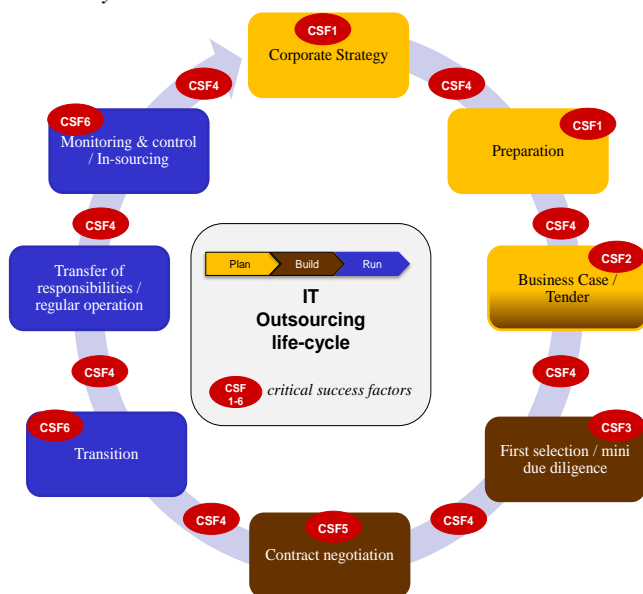 CSF1
Corporate Strategy
CSF4
CSF1
Preparation
CSF4
CSF2
Business Case /
Tender
CSF4
CSF3
First selection / mini
due diligence
CSF4
CSF5
Contract negotiation
CSF4
CSF6
Transition
CSF4
Transfer of
responsibilities /
regular operation
CSF4
CSF6
Monitoring & control
/ In-sourcing
CSF4
Plan
Build
Run
IT
Outsourcing
life-cycle
CSF
1-6
critical success factors